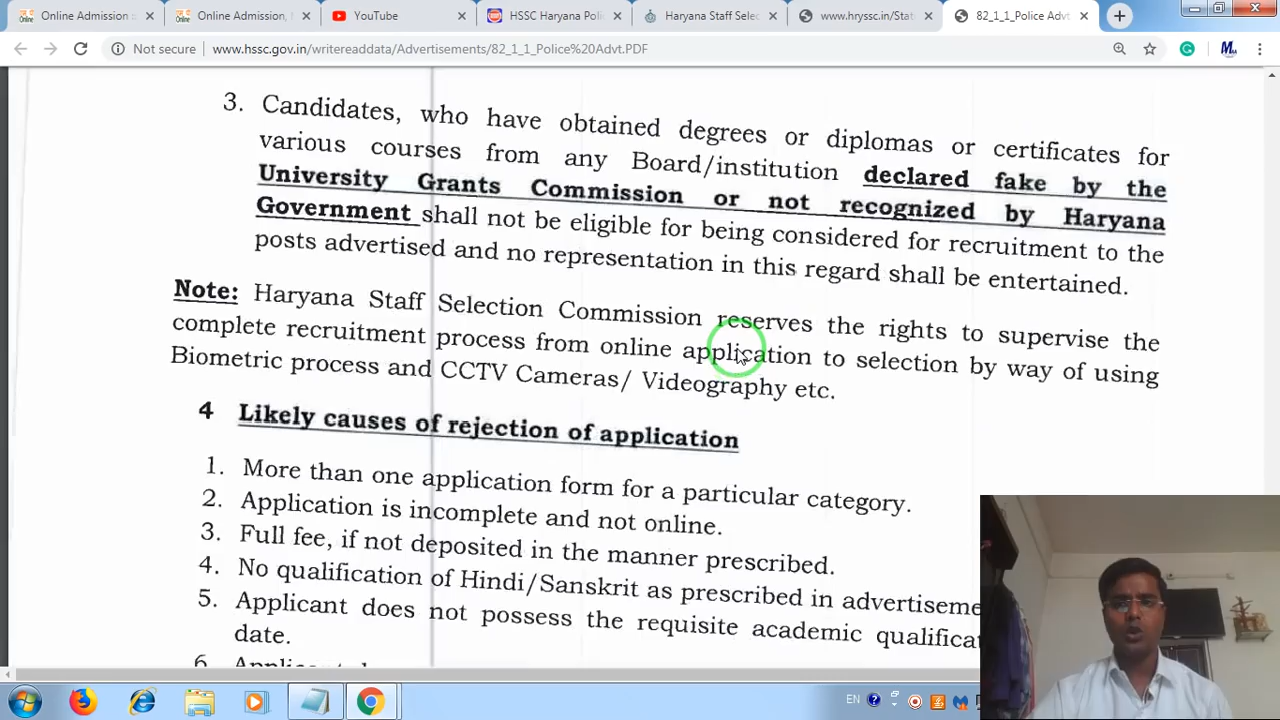 Online Admission o
Online Admission, I
YouTube
HSSC Haryana Poli
Haryana Staff Selec
www.hryssc.in/Stat
82_1_1_Police Advt
Not secure
www.hssc.gov.in/writereaddata/Advertisements/82_1_1_Police%20Advt.PDF
3. Candidates, who have obtained degrees or diplomas or certificates for
various courses from any Board/institution declared fake by the
University Grants Commission or not recognized by Haryana
Government shall not be eligible for being considered for recruitment to the
posts advertised and no representation in this regard shall be entertained.
Note: Haryana Staff Selection Commission reserves the rights to supervise the
complete recruitment process from online application to selection by way of using
Biometric process and CCTV Cameras/ Videography etc.
4 Likely causes of rejection of application
1. More than one application form for a particular category.
2. Application is incomplete and not online.
3. Full fee, if not deposited in the manner prescribed.
4. No qualification of Hindi/Sanskrit as prescribed in advertiseme
5. Applicant does not possess the requisite academic qualificat
date.
6.
EN